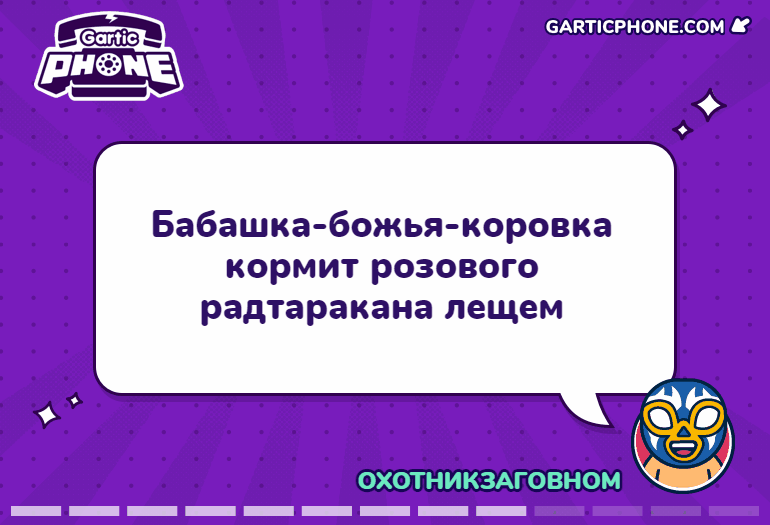 Gartic
PHONE
GARTICPHONE.COM
Бабашка-божья-коровка
кормит розового
радтаракана лещем
ОХОТНИКЗАГОВНОМ